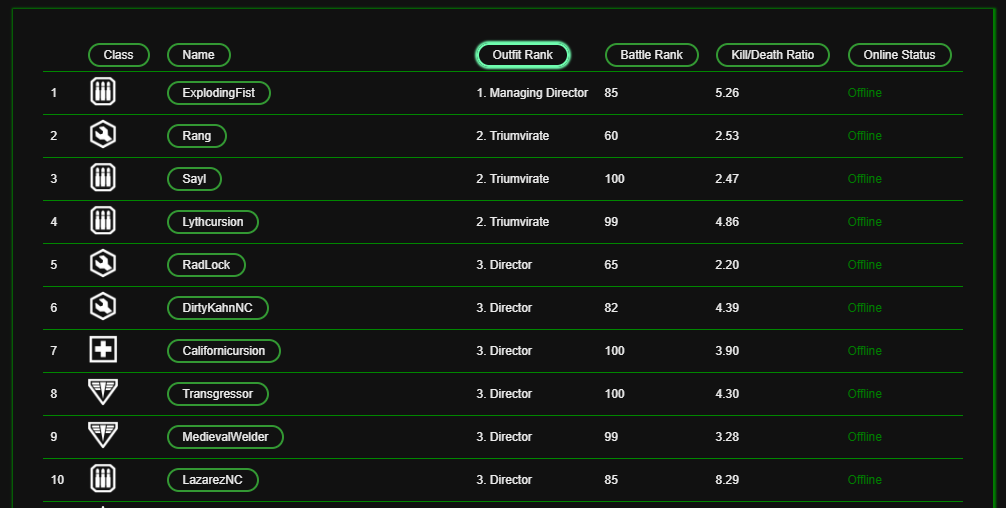 Class Name Outfit Rank Battle Rank Kill/Death Ratio Online Status
1 ExplodingFist 1. Managing Director 85 5.26 Offline
2 Rang 2. Triumvirate 60 2.53 Offline
3 Sayl 2. Triumvirate 100 2.47 Offline
4 Lythcursion 2. Triumvirate 99 4.86 Offline
5 RadLock 3. Director 65 2.20 Offline
6 DirtyKahnNC 3. Director 82 4.39 Offline
7 Californicursion 3. Director 100 3.90 Offline
8 Transgressor 3. Director 100 4.30 Offline
9 MedievalWelder 3. Director 99 3.28 Offline
10 LazarezNC 3. Director 85 8.29 Offline